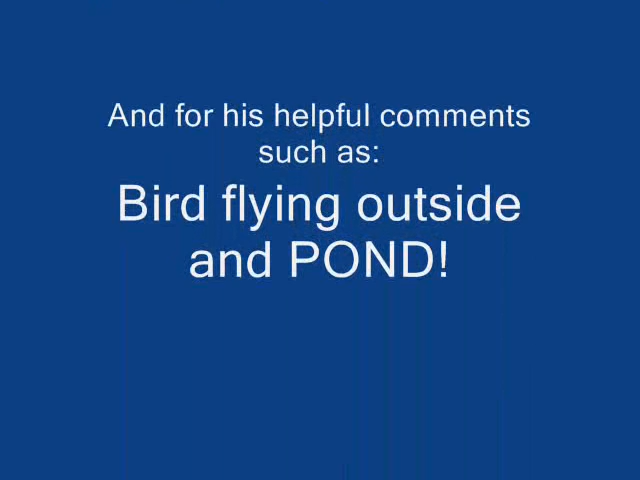 And for his helpful comments
such as:
Bird flying outside
and POND!